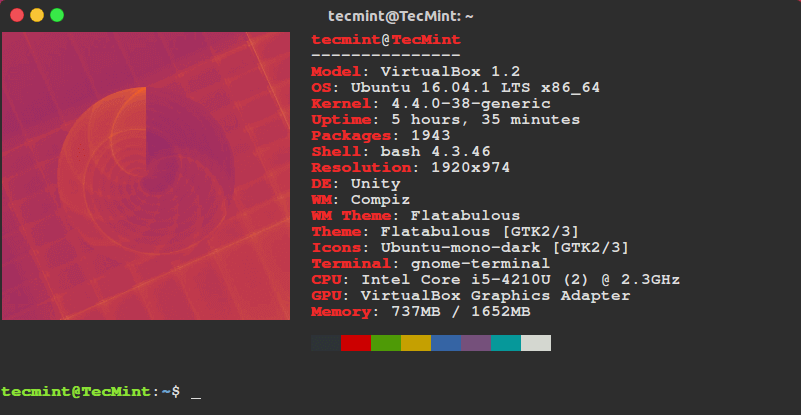 tecmint@TecMint: ~
tecmint@TecMint
---------------
Model: VirtualBox 1.2
OS: Ubuntu 16.04.1 LTS x86_64
Kernel: 4.4.0-38-generic
Uptime: 5 hours, 35 minutes
Packages: 1943
Shell: bash 4.3.46
Resolution: 1920x974
DE: Unity
WM: Compiz
WM Theme: Flatabulous
Theme: Flatabulous [GTK2/3]
Icons: Ubuntu-mono-dark [GTK2/3]
Terminal: gnome-terminal
CPU: Intel Core i5-4210U (2) @ 2.3GHz
GPU: VirtualBox Graphics Adapter
Memory: 737MB / 1652MB
tecmint@TecMint:~$ _